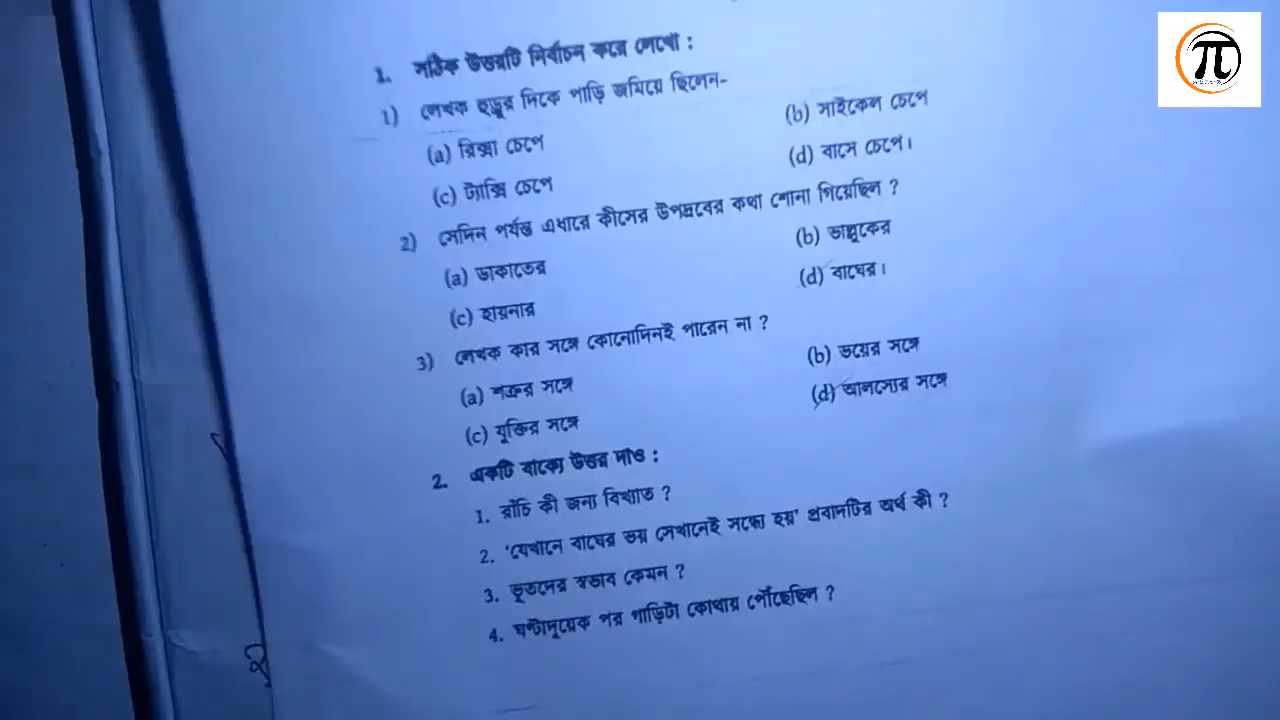 1. সঠিক উত্তরটি নির্বাচন করে লেখো :
1) লেখক হুড্রুর দিকে পাড়ি জমিয়ে ছিলেন-
(a) রিক্সা চেপে (b) সাইকেল চেপে
(c) ট্যাক্সি চেপে (d) বাসে চেপে।
2) সেদিন পর্যন্ত এধারে কীসের উপদ্রবের কথা শোনা গিয়েছিল ?
(a) ডাকাতের (b) ভাল্লুকের
(c) হায়নার (d) বাঘের।
3) লেখক কার সঙ্গে কোনোদিনই পারেন না ?
(a) শত্রুর সঙ্গে (b) ভয়ের সঙ্গে
(c) যুক্তির সঙ্গে (d) আলস্যের সঙ্গে
2. একটি বাক্যে উত্তর দাও :
1. রাঁচি কী জন্য বিখ্যাত ?
2. 'যেখানে বাঘের ভয় সেখানেই সন্ধ্যে হয়' প্রবাদটির অর্থ কী ?
3. ভূতদের স্বভাব কেমন ?
4. ঘণ্টাদুয়েক পর গাড়িটা কোথায় পৌঁছেছিল ?
π